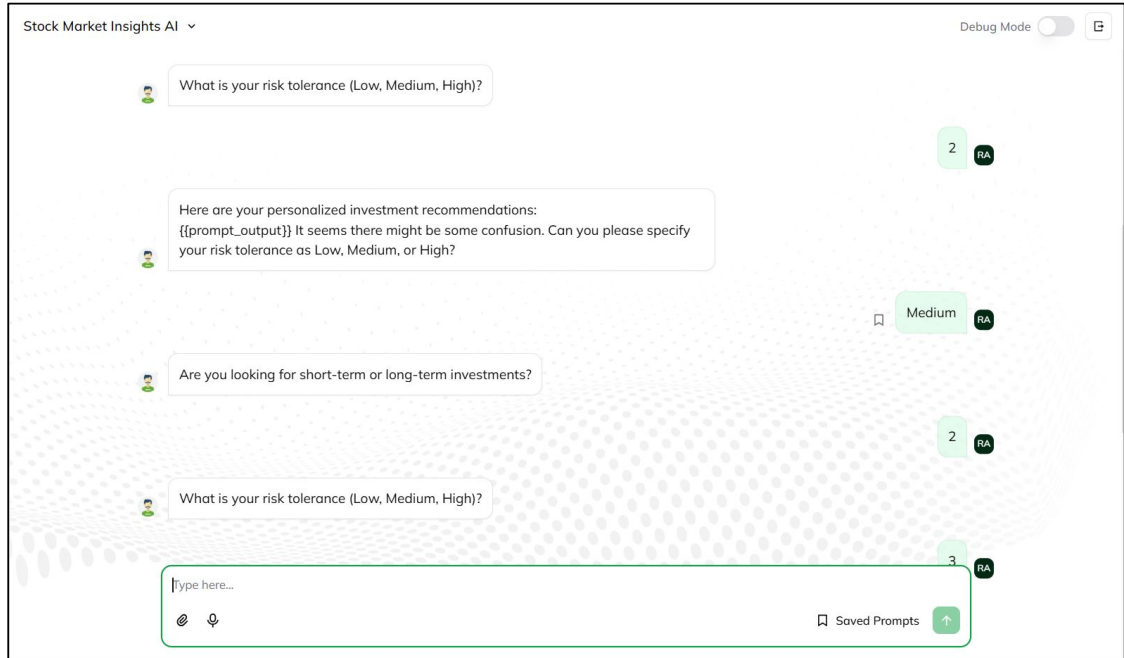 Stock Market Insights AI
Debug Mode
What is your risk tolerance (Low, Medium, High)?
2
RA
Here are your personalized investment recommendations:
{{prompt_output}} It seems there might be some confusion. Can you please specify
your risk tolerance as Low, Medium, or High?
Medium
RA
Are you looking for short-term or long-term investments?
2
RA
What is your risk tolerance (Low, Medium, High)?
3
RA
Type here...
Saved Prompts